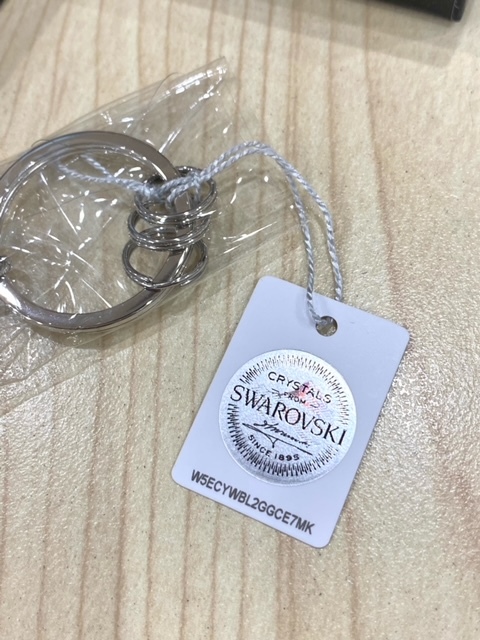 CRYSTALS
FROM
SWAROVSKI
SINCE 1895
W5ECYWBL2GGCE7MK